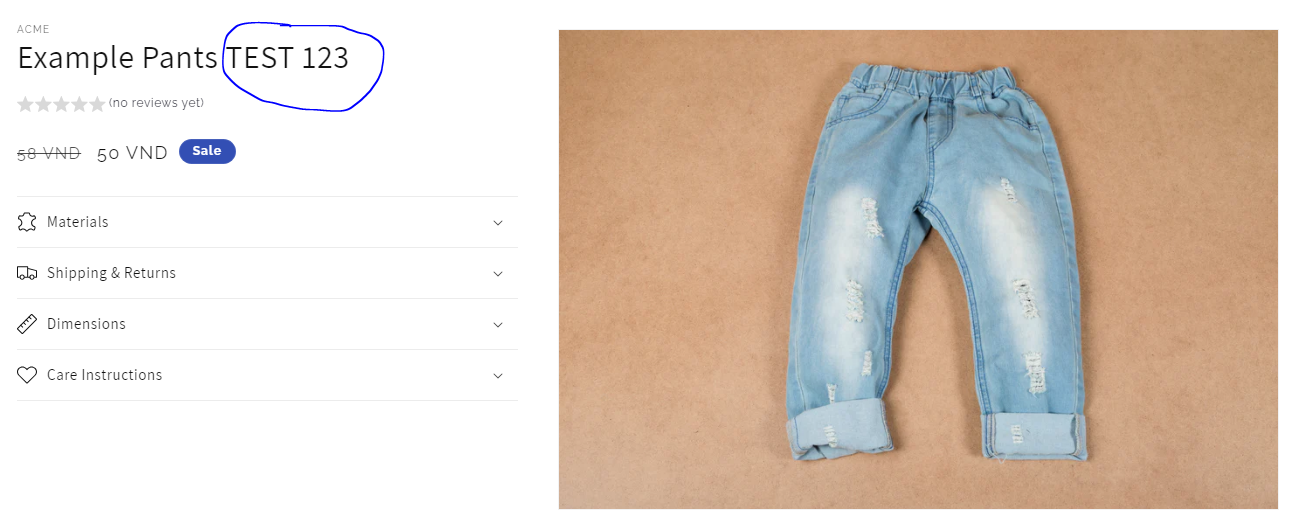 ACME
Example Pants TEST 123
(no reviews yet)
58 VND 50 VND Sale
Materials
Shipping & Returns
Dimensions
Care Instructions